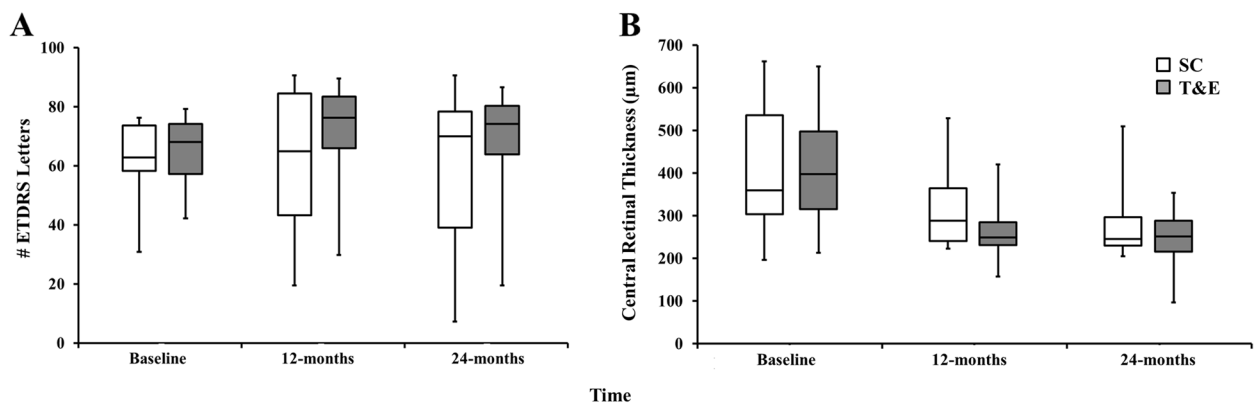 A
# ETDRS Letters
100
80
60
40
20
0
Baseline
12-months
24-months
B
Central Retinal Thickness (µm)
700
600
500
400
300
200
100
0
SC
T&E
Baseline
12-months
24-months
Time